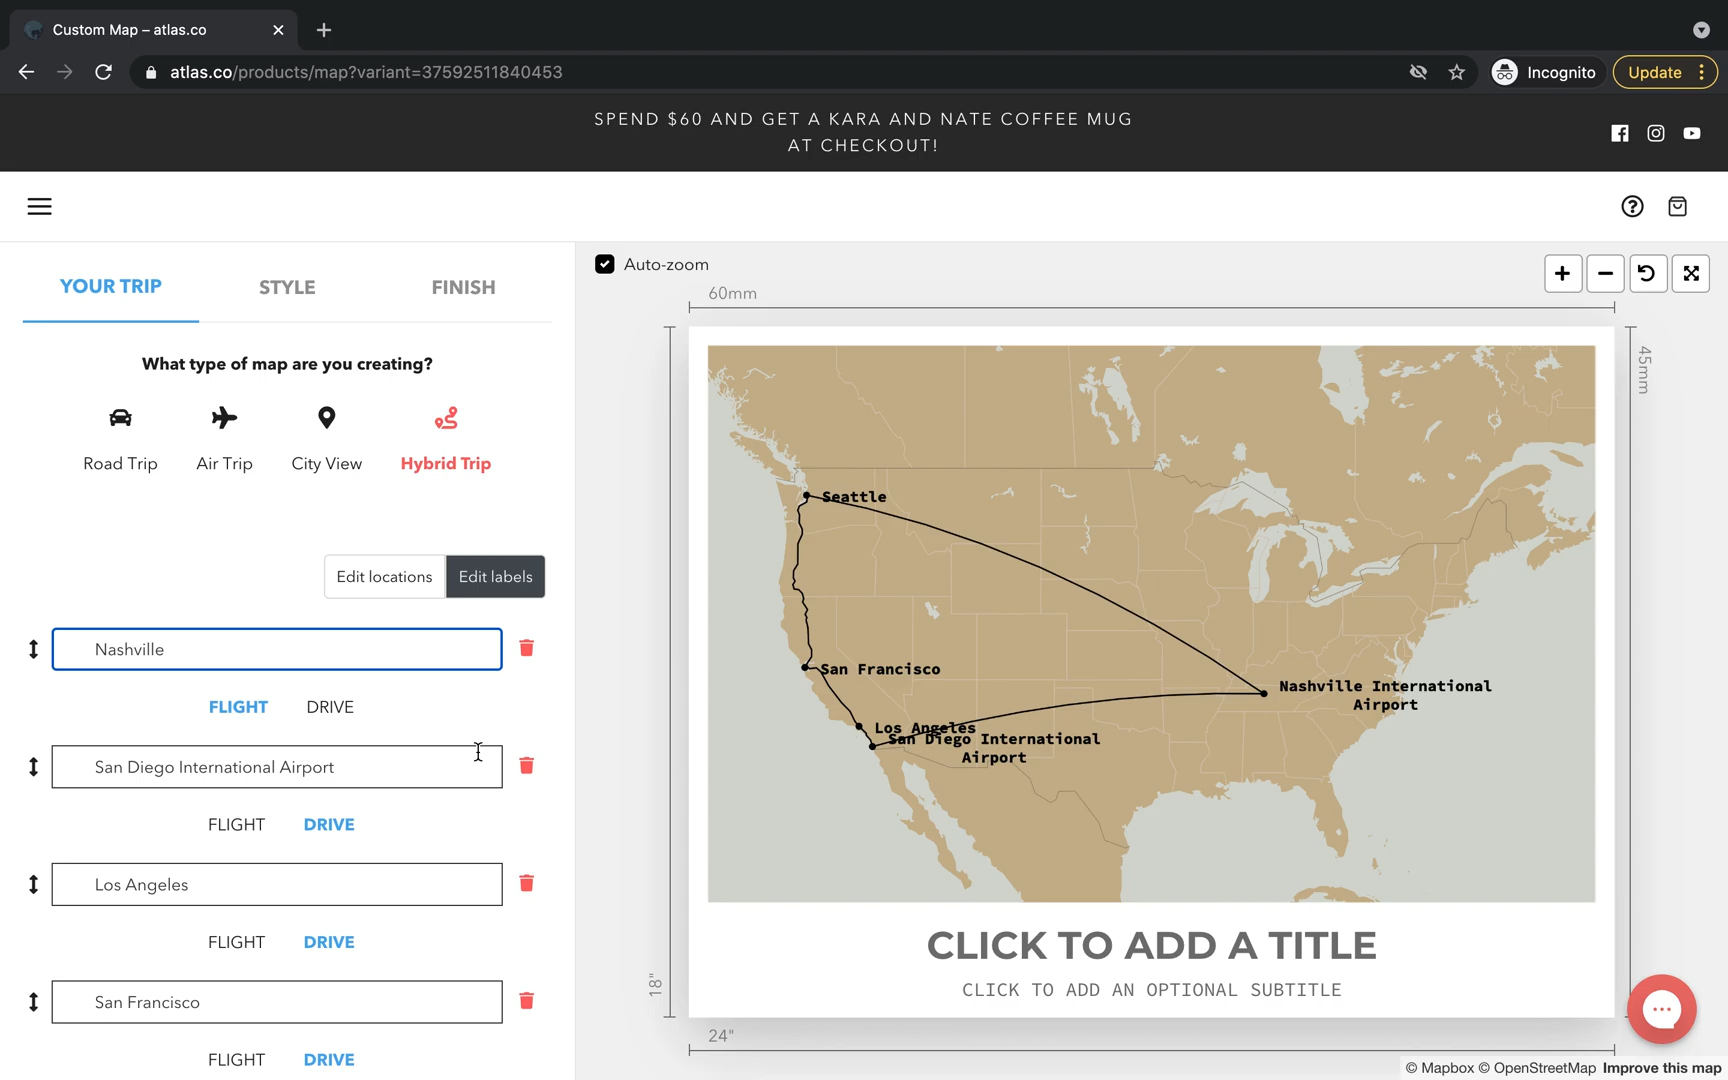 Custom Map – atlas.co
atlas.co/products/map?variant=37592511840453
Incognito
Update
SPEND $60 AND GET A KARA AND NATE COFFEE MUG
AT CHECKOUT!
YOUR TRIP
STYLE
FINISH
What type of map are you creating?
Road Trip
Air Trip
City View
Hybrid Trip
Edit locations
Edit labels
Nashville
FLIGHT
DRIVE
San Diego International Airport
FLIGHT
DRIVE
Los Angeles
FLIGHT
DRIVE
San Francisco
FLIGHT
DRIVE
Auto-zoom
60mm
45mm
Seattle
San Francisco
Nashville International
Airport
Los Angeles
San Diego International
Airport
CLICK TO ADD A TITLE
CLICK TO ADD AN OPTIONAL SUBTITLE
18"
24"
© Mapbox © OpenStreetMap Improve this map